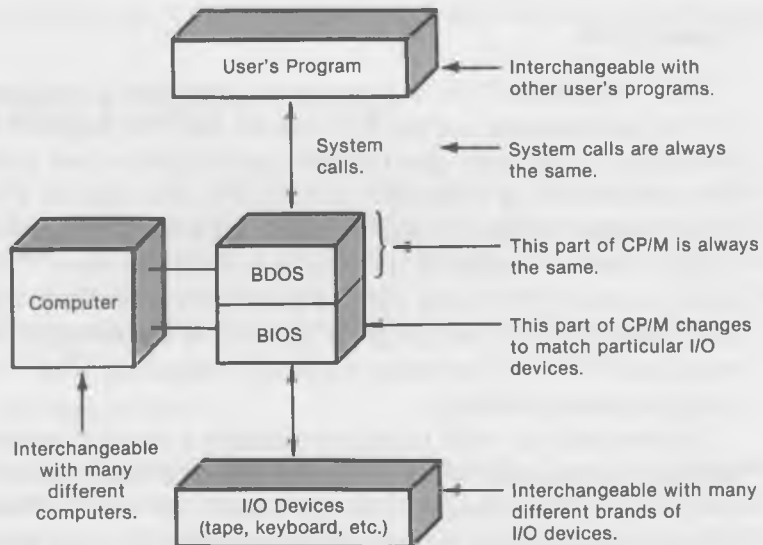 User's Program
Interchangeable with
other user's programs.
System
calls.
System calls are always
the same.
Computer
BDOS
BIOS
This part of CP/M is always
the same.
This part of CP/M changes
to match particular I/O
devices.
Interchangeable
with many
different
computers.
I/O Devices
(tape, keyboard, etc.)
Interchangeable with many
different brands of
I/O devices.